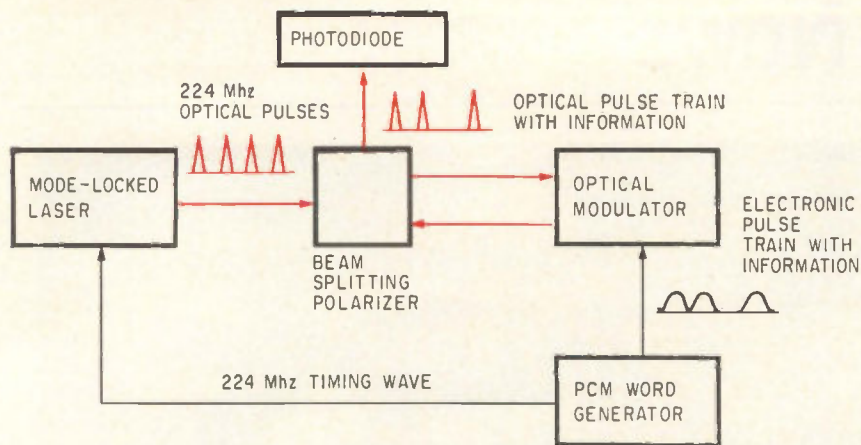 PHOTODIODE
224 Mhz
OPTICAL PULSES
OPTICAL PULSE TRAIN
WITH INFORMATION
MODE-LOCKED
LASER
BEAM
SPLITTING
POLARIZER
OPTICAL
MODULATOR
ELECTRONIC
PULSE
TRAIN WITH
INFORMATION
224 Mhz TIMING WAVE
PCM WORD
GENERATOR